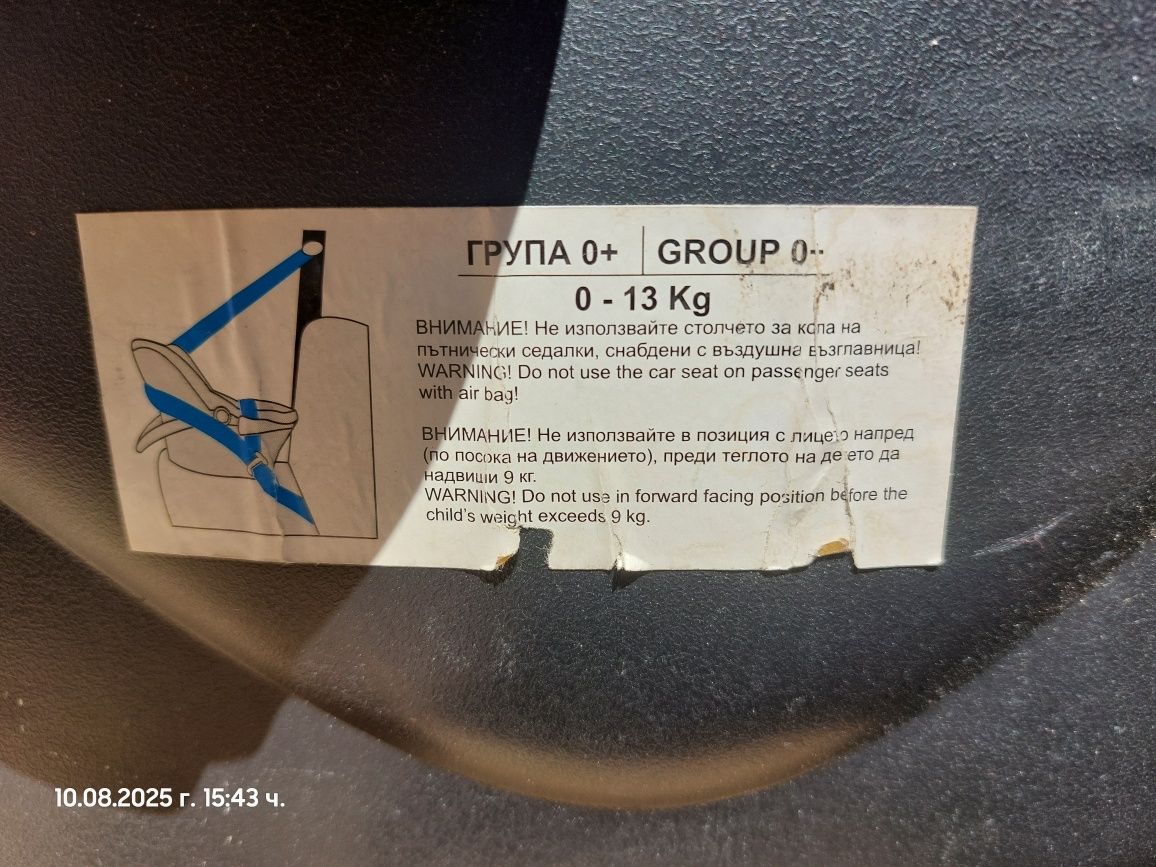 ГРУПА 0+ | GROUP 0+
0 - 13 Kg
ВНИМАНИЕ! Не използвайте столчето за кола на
пътнически седалки, снабдени с въздушна възглавница!
WARNING! Do not use the car seat on passenger seats
with air bag!
ВНИМАНИЕ! Не използвайте в позиция с лицето напред
(по посока на движението), преди теглото на детето да
надвиши 9 кг.
WARNING! Do not use in forward facing position before the
child's weight exceeds 9 kg.
10.08.2025 г. 15:43 ч.